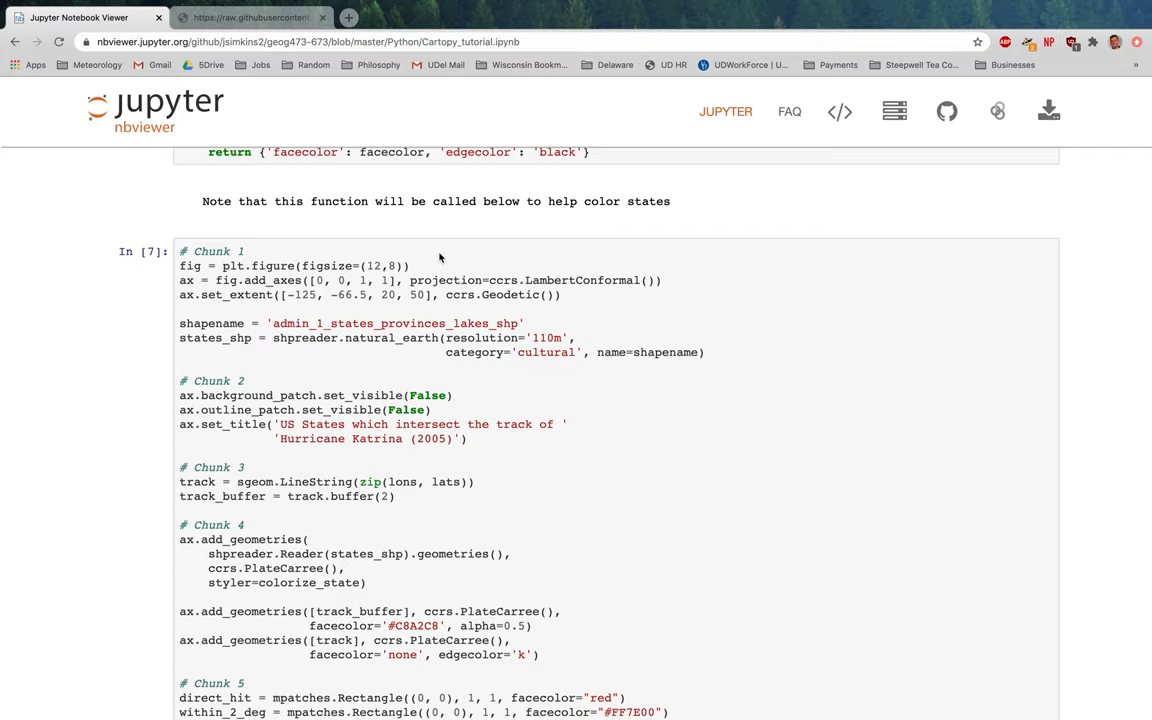 Jupyter Notebook Viewer
https://raw.githubusercontent
nbviewer.jupyter.org/github/jsimkins2/geog473-673/blob/master/Python/Cartopy_tutorial.ipynb
Apps Meteorology Gmail 5Drive Jobs Random Philosophy UDel Mail Wisconsin Bookm... Delaware UD HR UDWorkForce | U... Payments Steepwell Tea Co... Businesses »
jupyter
nbviewer
JUPYTER FAQ </>
return {'facecolor': facecolor, 'edgecolor': 'black'}
Note that this function will be called below to help color states
In [7]:
# Chunk 1
fig = plt.figure(figsize=(12,8))
ax = fig.add_axes([0, 0, 1, 1], projection=ccrs.LambertConformal())
ax.set_extent([-125, -66.5, 20, 50], ccrs.Geodetic())
shapename = 'admin_1_states_provinces_lakes_shp'
states_shp = shpreader.natural_earth(resolution='110m',
category='cultural', name=shapename)
# Chunk 2
ax.background_patch.set_visible(False)
ax.outline_patch.set_visible(False)
ax.set_title('US States which intersect the track of '
'Hurricane Katrina (2005)')
# Chunk 3
track = sgeom.LineString(zip(lons, lats))
track_buffer = track.buffer(2)
# Chunk 4
ax.add_geometries(
shpreader.Reader(states_shp).geometries(),
ccrs.PlateCarree(),
styler=colorize_state)
ax.add_geometries([track_buffer], ccrs.PlateCarree(),
facecolor='#C8A2C8', alpha=0.5)
ax.add_geometries([track], ccrs.PlateCarree(),
facecolor='none', edgecolor='k')
# Chunk 5
direct_hit = mpatches.Rectangle((0, 0), 1, 1, facecolor="red")
within_2_deg = mpatches.Rectangle((0, 0), 1, 1, facecolor="#FF7E00")